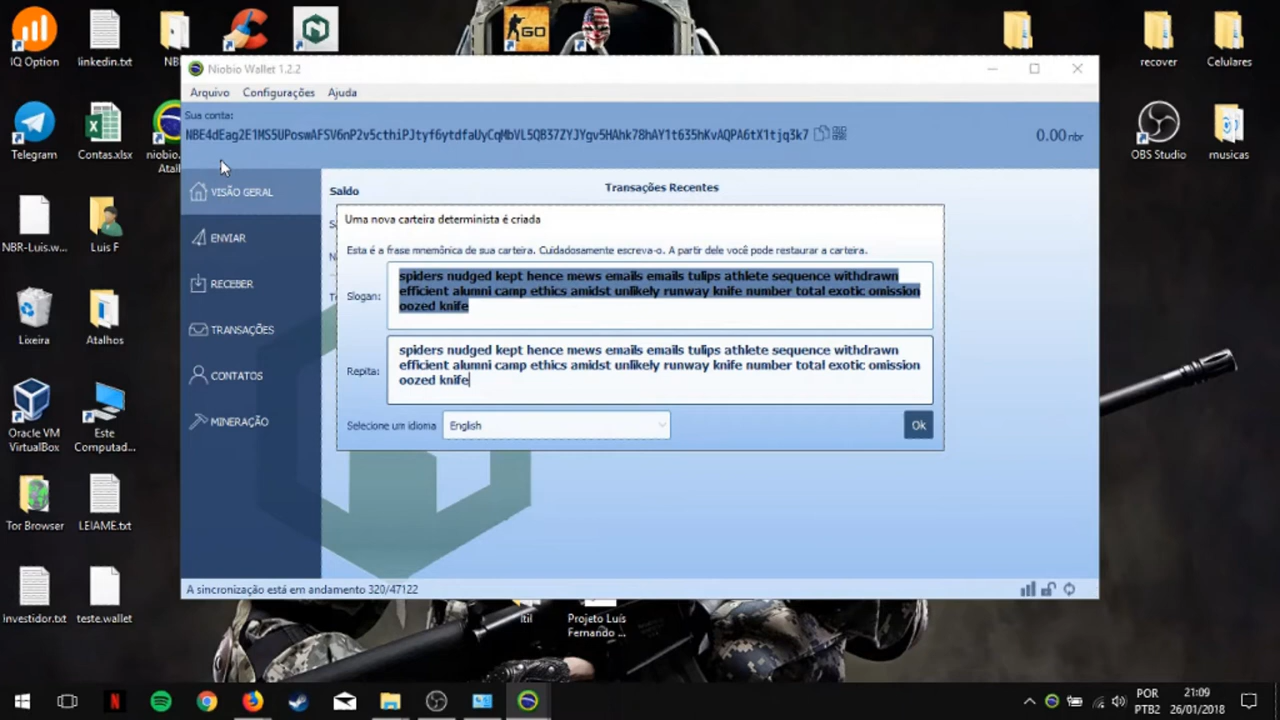 IQ Option
linkedin.txt
GO
recover
Celulares
Niobio Wallet 1.2.2
Arquivo Configurações Ajuda
Sua conta:
NBE4dEag2E1MS5UPoswAFSV6nP2v5cthiPJtyf6ytdfaUyCqMbVL5QB37ZYJYgv5HAhk78hAY1t635hKvAQPA6tX1tjq3k7
0.00 nbr
Telegram
Contas.xlsx
niobio.
Atall
OBS Studio
musicas
VISÃO GERAL
Saldo
Transações Recentes
Uma nova carteira determinista é criada
NBR-Luis.w...
Luis F
ENVIAR
Esta é a frase mnemônica de sua carteira. Cuidadosamente escreva-o. A partir dele você pode restaurar a carteira.
RECEBER
Slogan:
spiders nudged kept hence mews emails emails tulips athlete sequence withdrawn
efficient alumni camp ethics amidst unlikely runway knife number total exotic omission
oozed knife
Lixeira
Atalhos
TRANSAÇÕES
Repita:
spiders nudged kept hence mews emails emails tulips athlete sequence withdrawn
efficient alumni camp ethics amidst unlikely runway knife number total exotic omission
oozed knife
CONTATOS
MINERAÇÃO
Selecione um idioma English
Ok
Oracle VM
VirtualBox
Este
Computad...
Tor Browser
LEIAME.txt
A sincronização está em andamento 320/47122
investidor.txt
teste.wallet
Projeto Luís
Fernando ...
POR
PTB2
21:09
26/01/2018